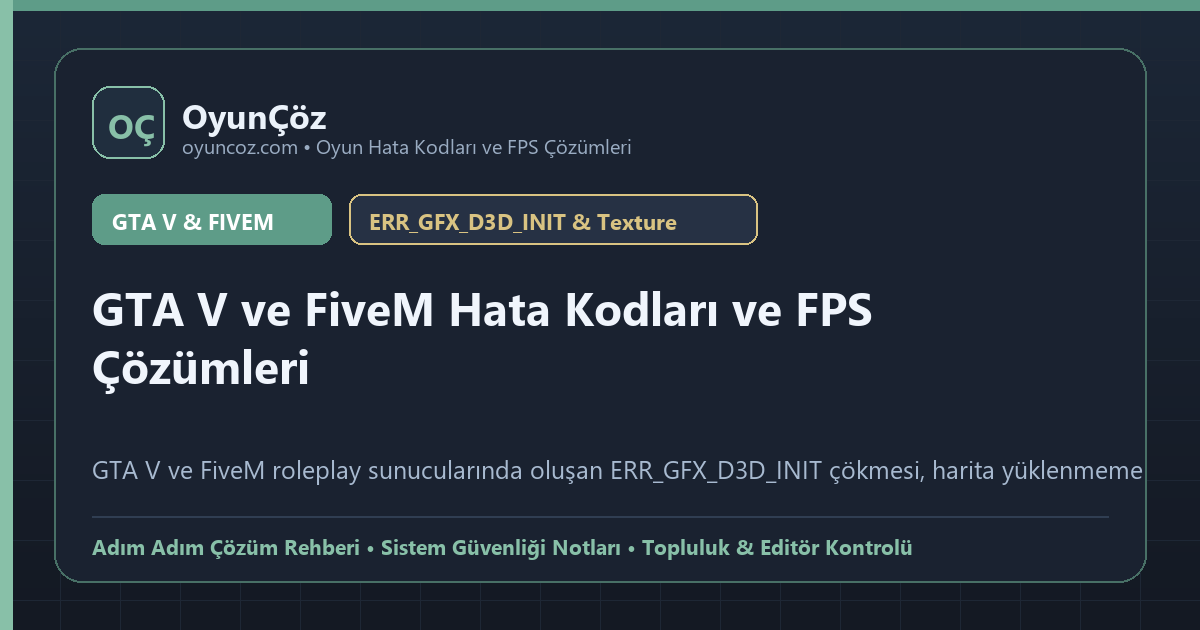 OÇ
OyunÇöz
oyuncoz.com • Oyun Hata Kodları ve FPS Çözümleri
GTA V & FIVEM
ERR_GFX_D3D_INIT & Texture
GTA V ve FiveM Hata Kodları ve FPS
Çözümleri
GTA V ve FiveM roleplay sunucularında oluşan ERR_GFX_D3D_INIT çökmesi, harita yüklenmeme
Adım Adım Çözüm Rehberi • Sistem Güvenliği Notları • Topluluk & Editör Kontrolü